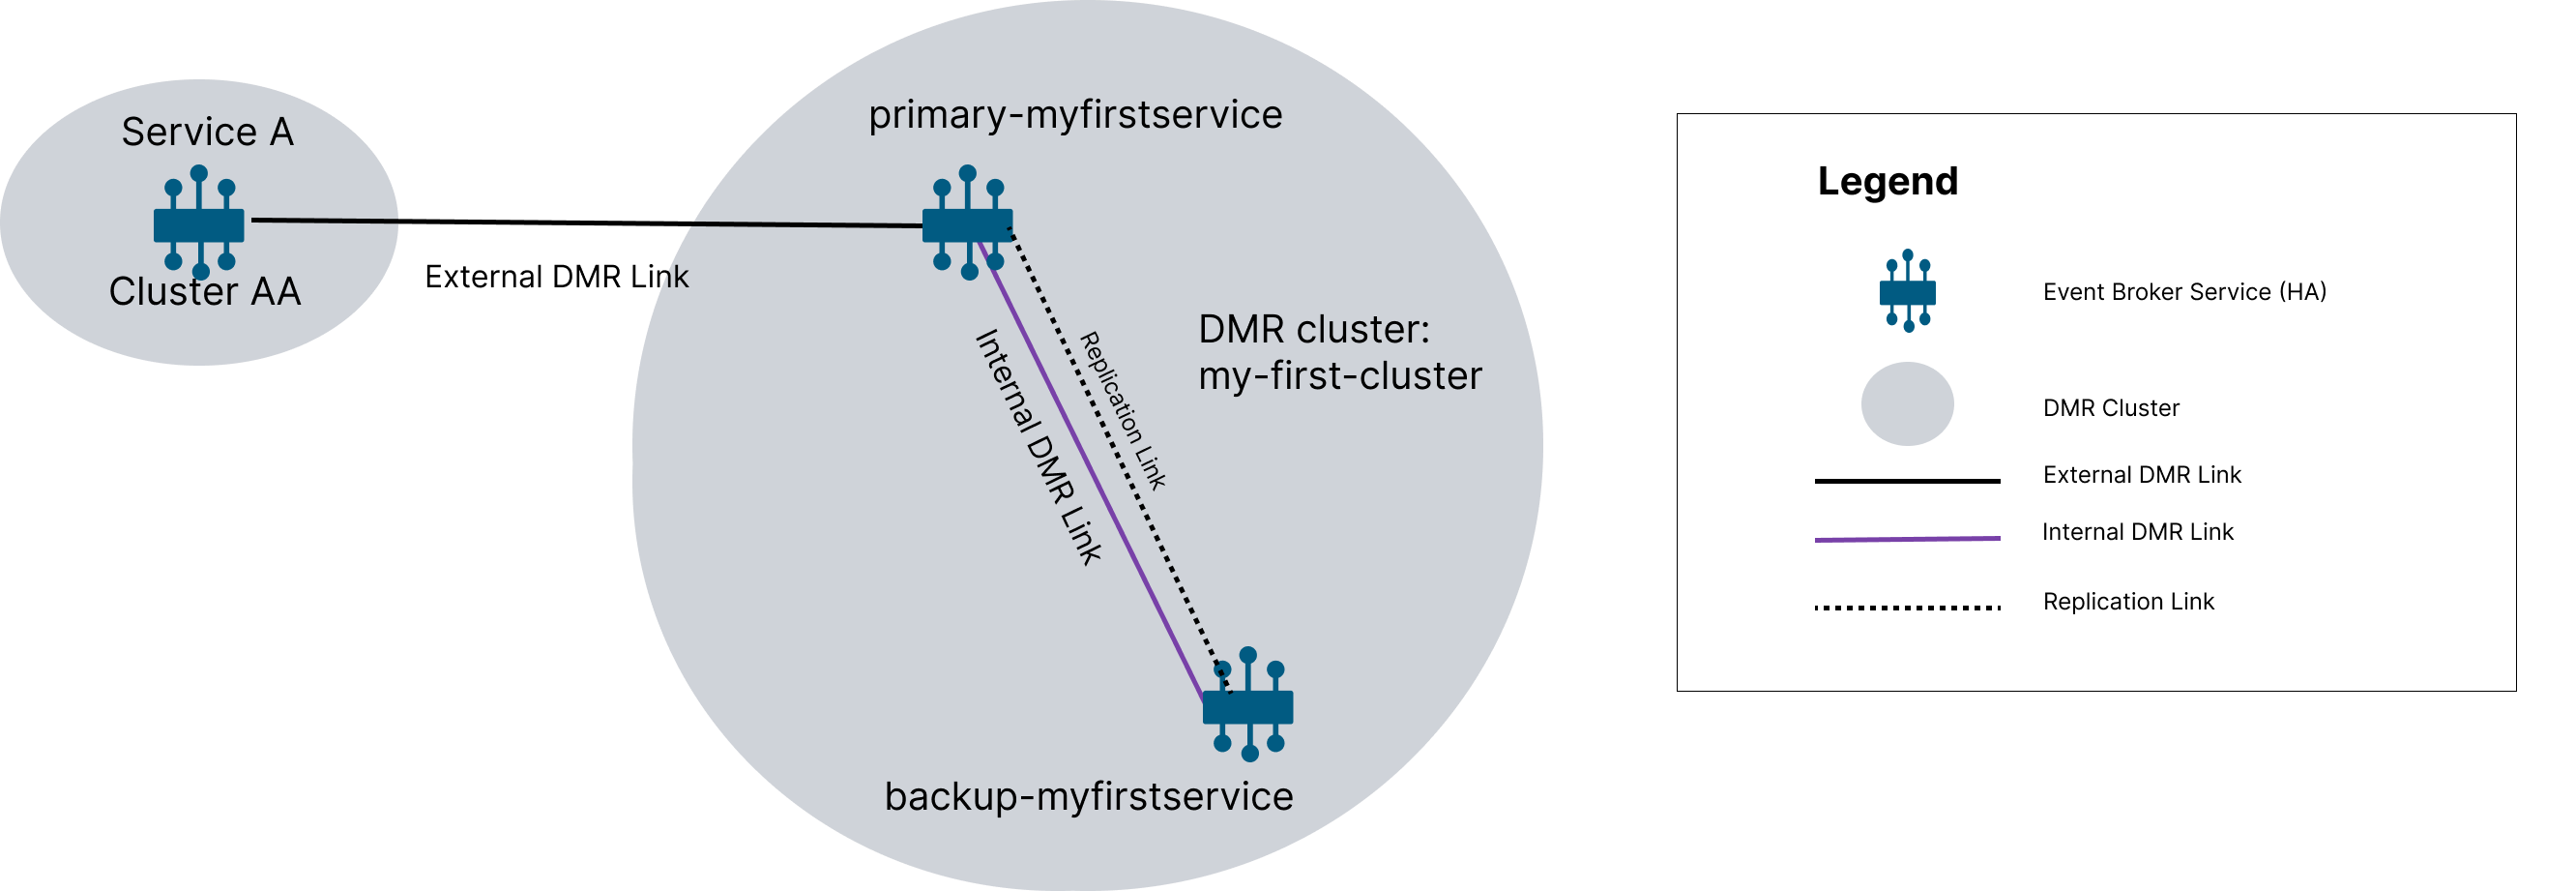 Service A
Cluster AA
External DMR Link
primary-myfirstservice
Internal DMR Link
Replication Link
DMR cluster:
my-first-cluster
backup-myfirstservice
Legend
Event Broker Service (HA)
DMR Cluster
External DMR Link
Internal DMR Link
Replication Link